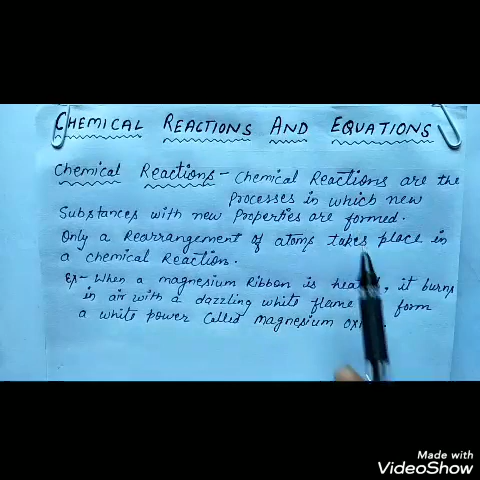 CHEMICAL REACTIONS AND EQUATIONS
Chemical Reactions - Chemical Reactions are the
Processes in which new
Substances with new Properties are formed.
Only a Rearrangement of atoms takes place in
a chemical Reaction.
Ex- When a magnesium Ribbon is , it burns
in air with a dazzling white flame form
a white power called Magnesium
Made with
VideoShow